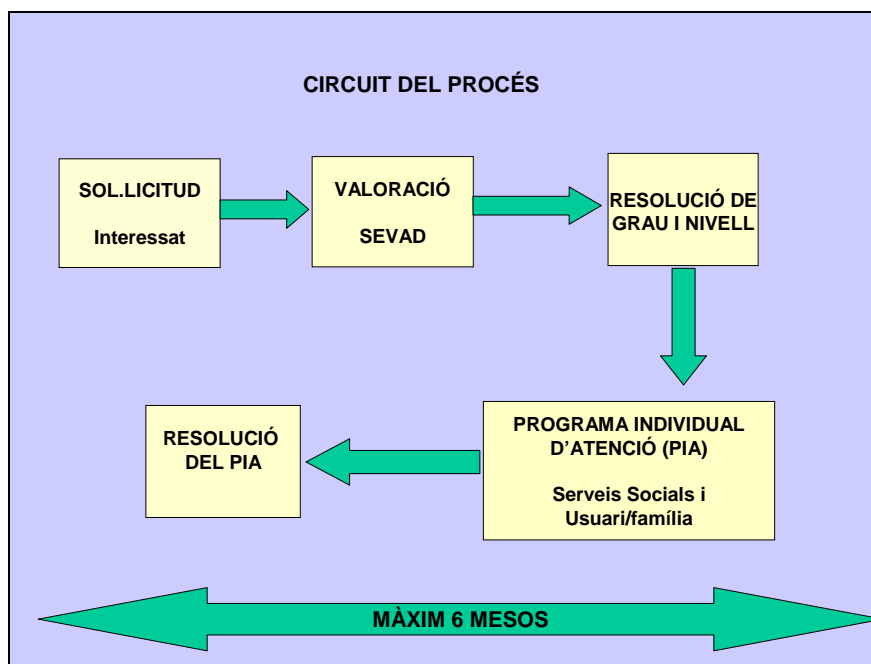 CIRCUIT DEL PROCÉS
SOL.LICITUD
Interessat
VALORACIÓ
SEVAD
RESOLUCIÓ DE
GRAU I NIVELL
PROGRAMA INDIVIDUAL
D’ATENCIÓ (PIA)
Serveis Socials i
Usuari/família
RESOLUCIÓ
DEL PIA
MÀXIM 6 MESOS